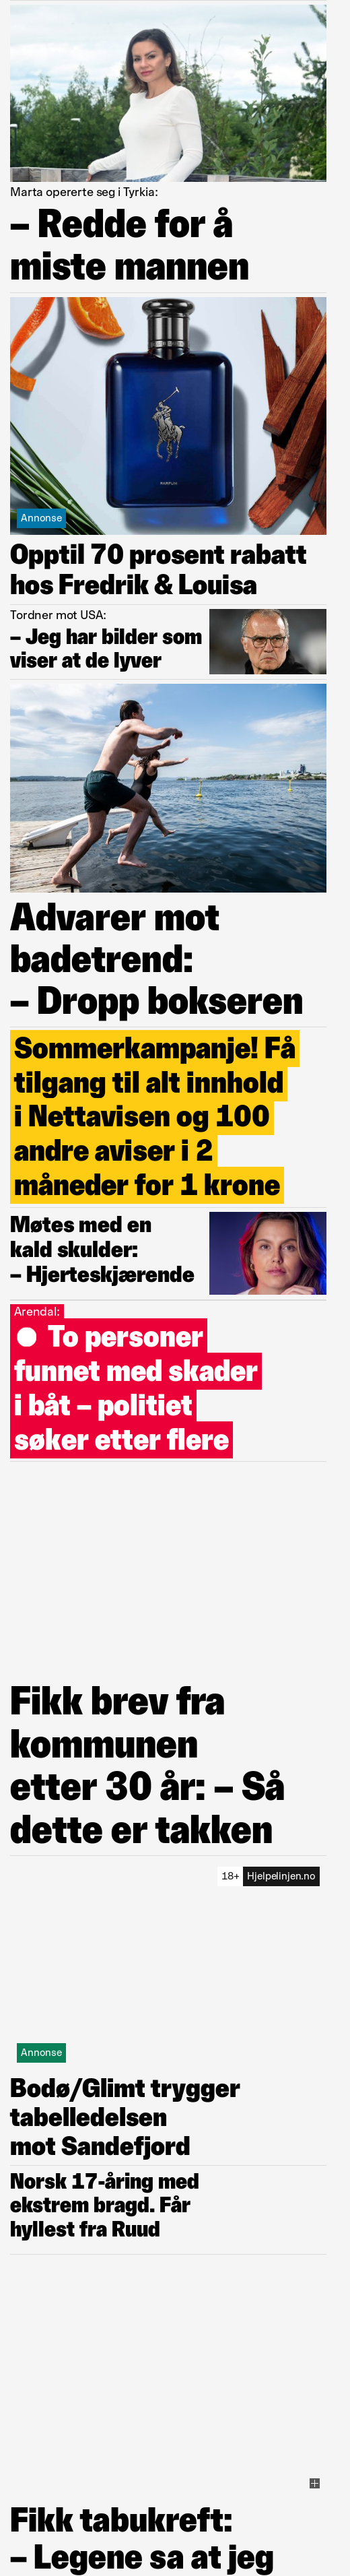 Marta opererte seg i Tyrkia:
– Redde for å
miste mannen
Annonse
Opptil 70 prosent rabatt
hos Fredrik & Louisa
Tordner mot USA:
– Jeg har bilder som
viser at de lyver
Advarer mot
badetrend:
– Dropp bokseren
Sommerkampanje! Få
tilgang til alt innhold
i Nettavisen og 100
andre aviser i 2
måneder for 1 krone
Møtes med en
kald skulder:
– Hjerteskjærende
Arendal:
To personer
funnet med skader
i båt – politiet
søker etter flere
Fikk brev fra
kommunen
etter 30 år: – Så
dette er takken
18+ Hjelpelinjen.no
Annonse
Bodø/Glimt trygger
tabelledelsen
mot Sandefjord
Norsk 17-åring med
ekstrem bragd. Får
hyllest fra Ruud
Fikk tabukreft:
– Legene sa at jeg